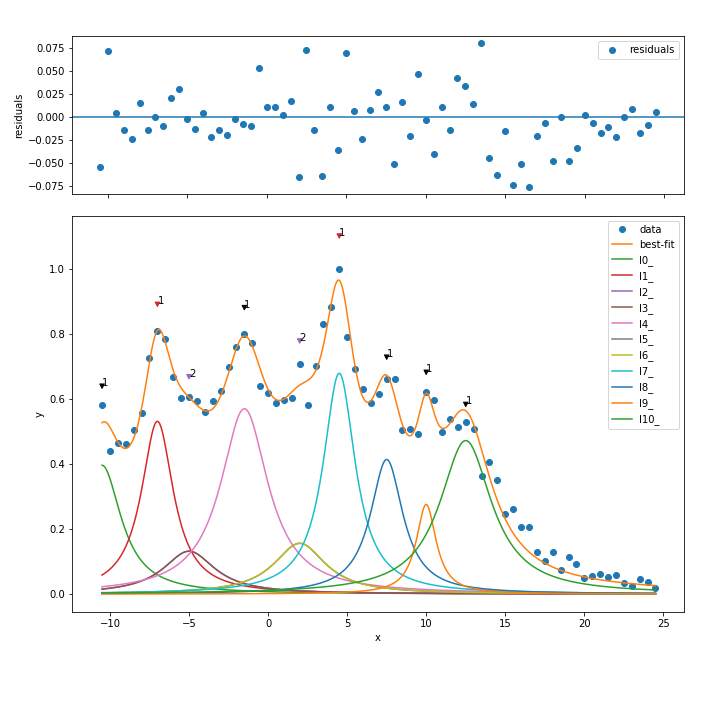 0.075
0.050
0.025
0.000
−0.025
−0.050
−0.075
residuals
residuals
1.0
0.8
0.6
0.4
0.2
0.0
y
1
1
2
1
2
1
1
1
1
data
best-fit
l0_
l1_
l2_
l3_
l4_
l5_
l6_
l7_
l8_
l9_
l10_
−10
−5
0
5
10
15
20
25
x